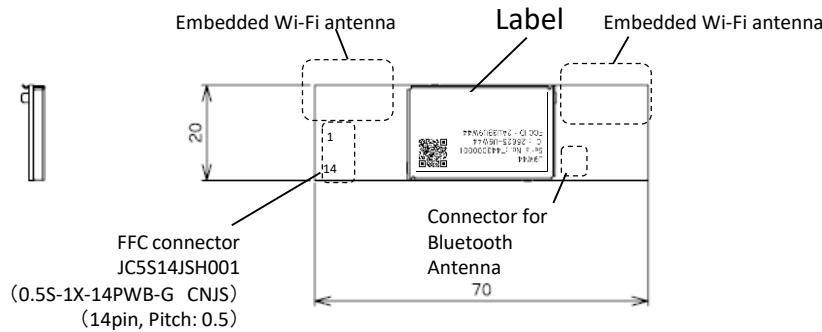 Embedded Wi-Fi antenna
Label
Embedded Wi-Fi antenna
20
1
14
J9W44
FFC connector
JC5S14JSH001
（0.5S-1X-14PWB-G CNJS）
（14pin, Pitch: 0.5）
Connector for
Bluetooth
Antenna
70